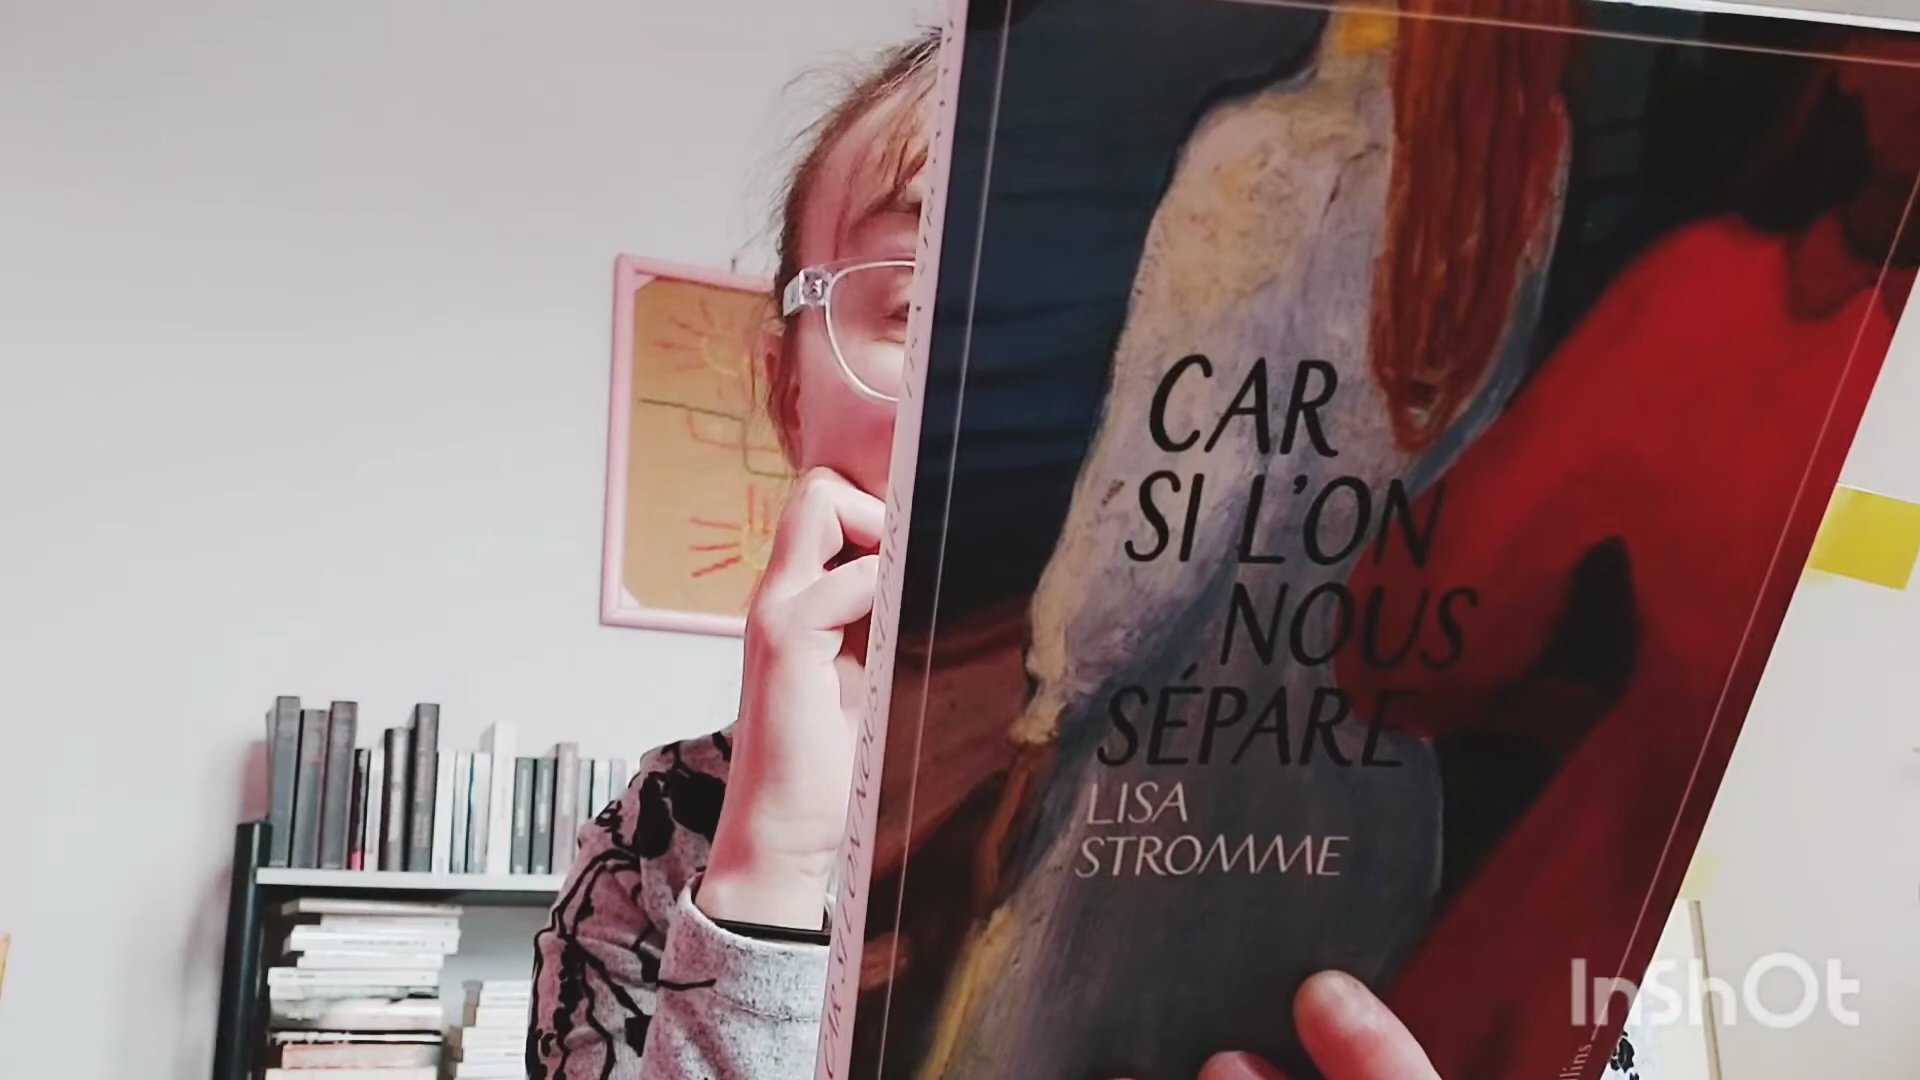 CAR
SI L'ON
NOUS
SÉPARE
LISA
STROMME
InShOt